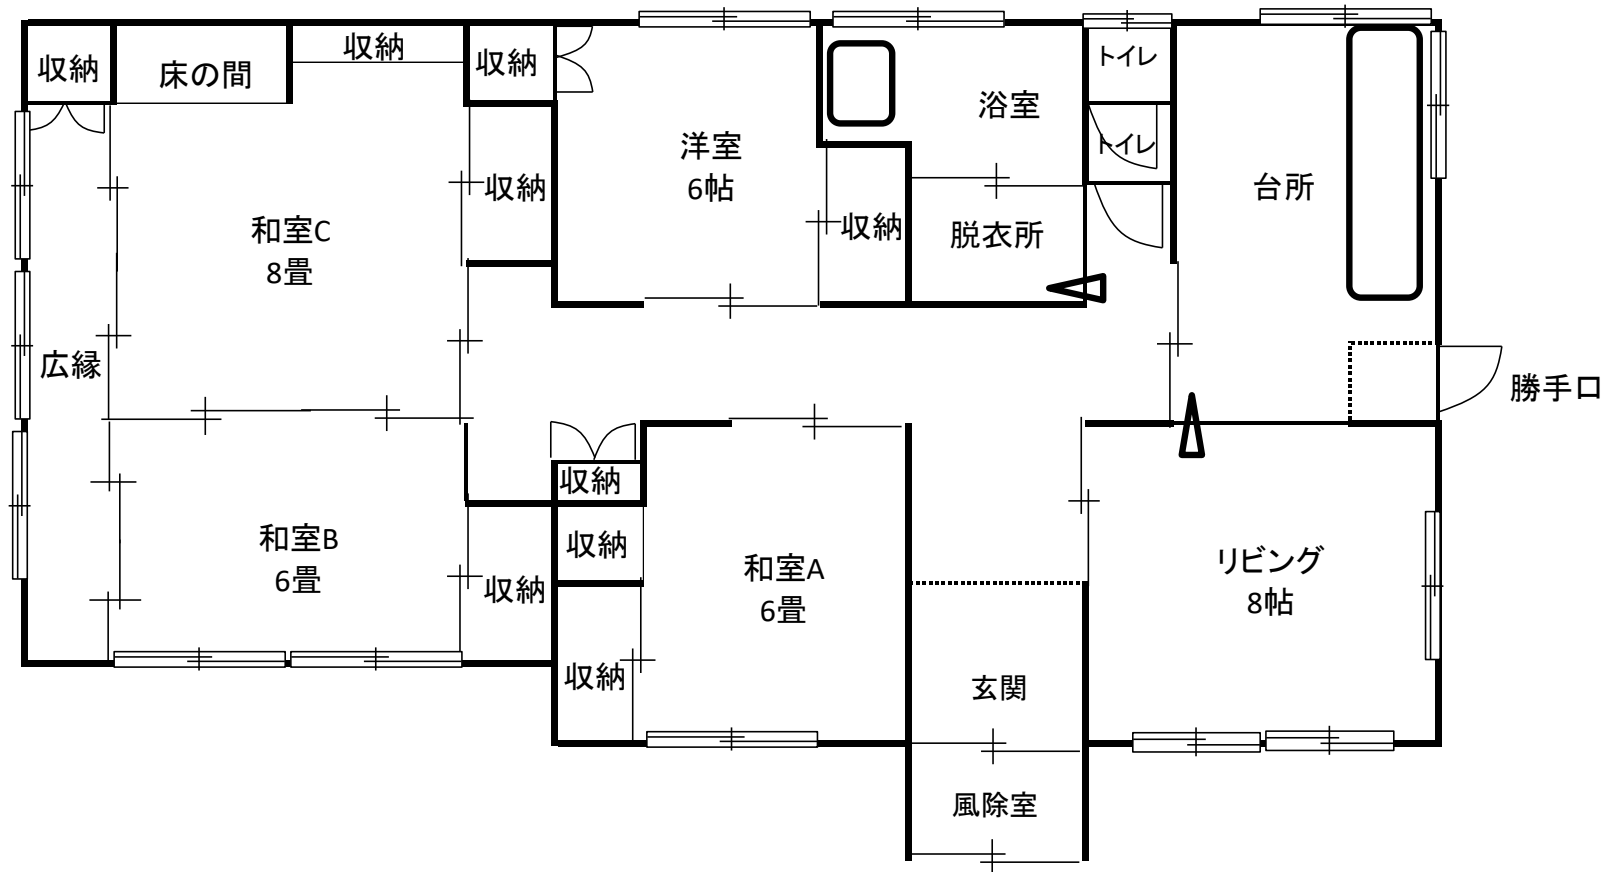 収納
床の間
収納
収納
トイレ
浴室
洋室
6帖
トイレ
台所
収納
和室C
8畳
収納
脱衣所
広縁
勝手口
収納
和室B
6畳
収納
収納
和室A
6畳
リビング
8帖
収納
玄関
風除室